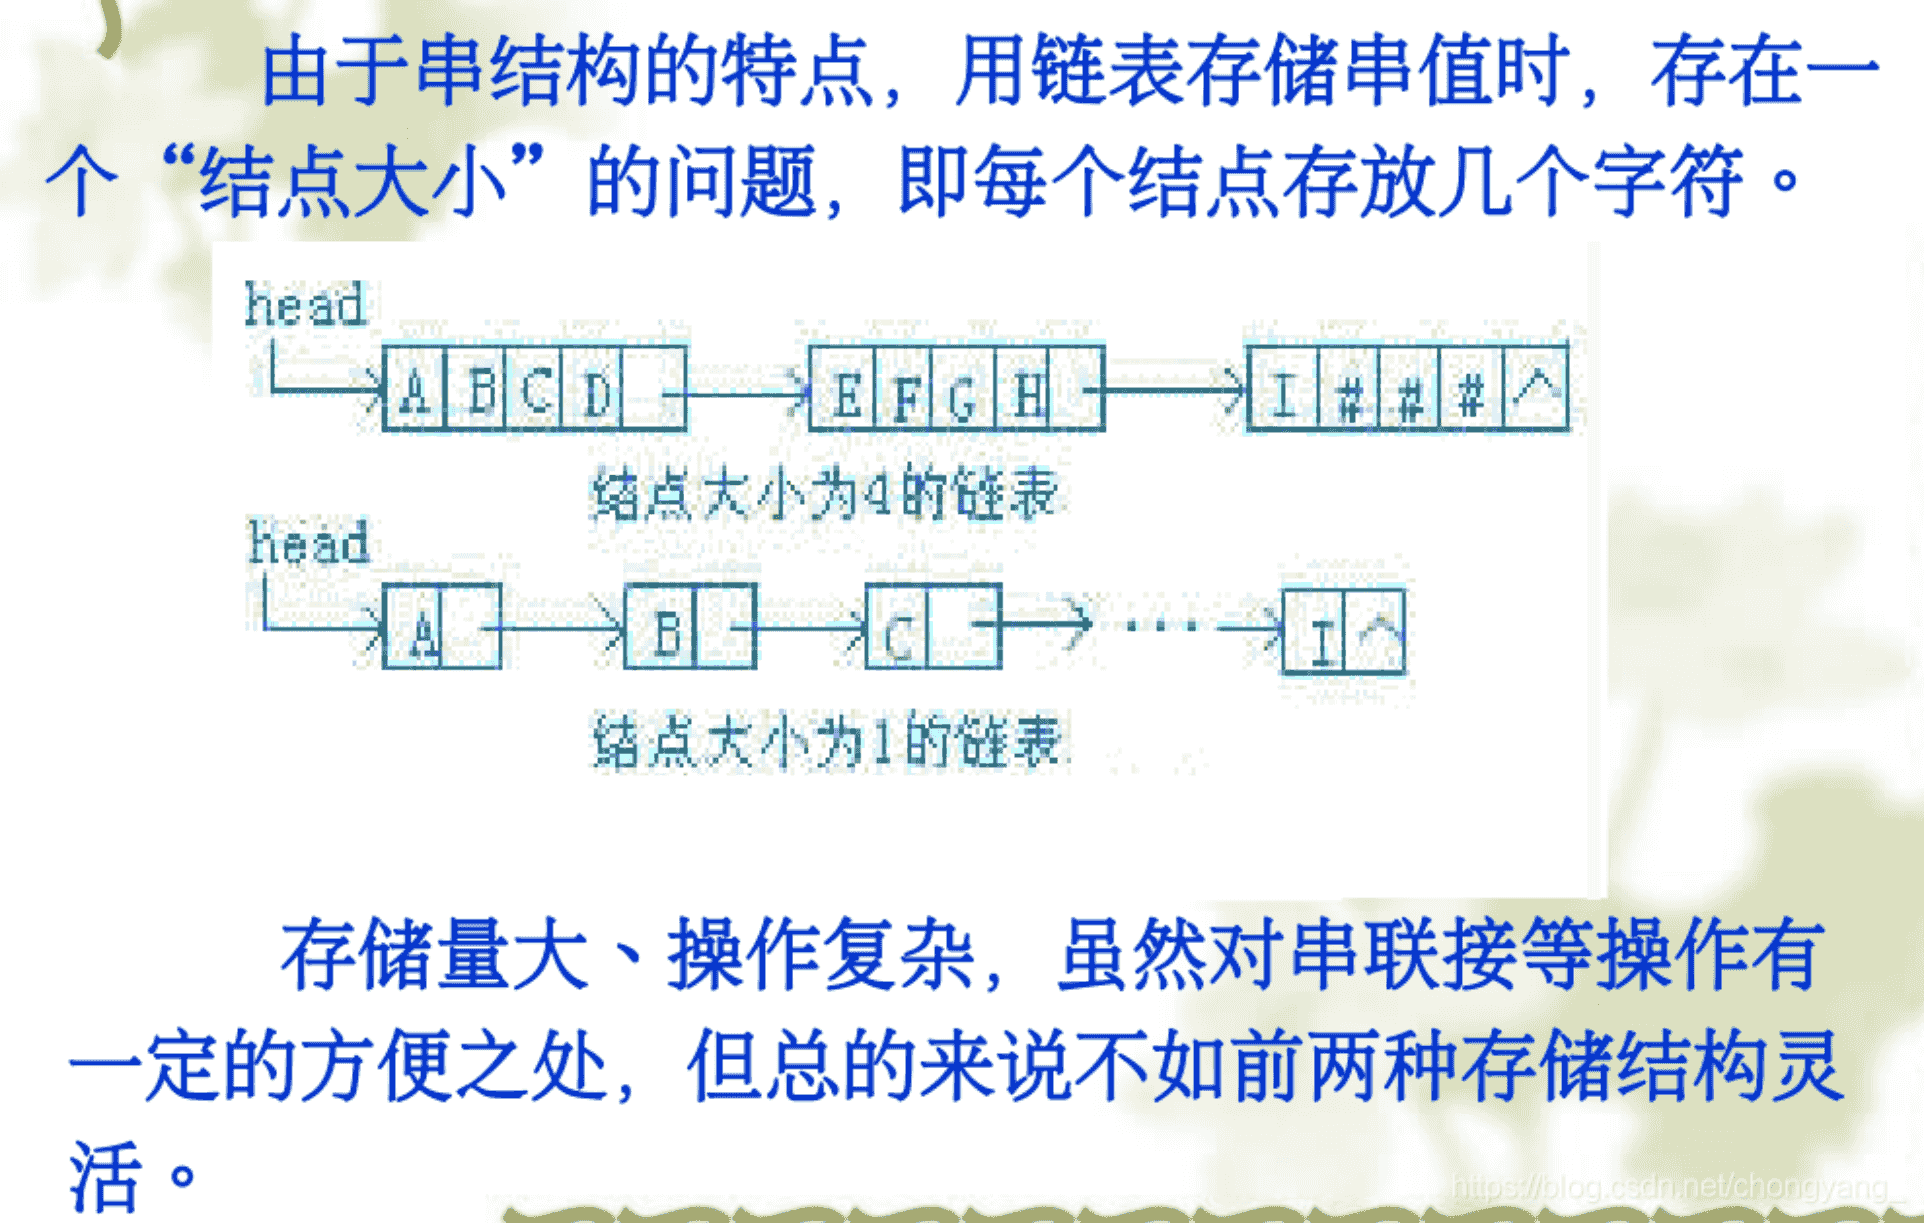 由于串结构的特点，用链表存储串值时，存在一
个“结点大小”的问题，即每个结点存放几个字符。
head
A B C D E F G H I # # # ^
结点大小为4的链表
head
A B C ... I ^
结点大小为1的链表
存储量大、操作复杂，虽然对串联接等操作有
一定的方便之处，但总的来说不如前两种存储结构灵
活。
https://blog.csdn.net/chongyang_